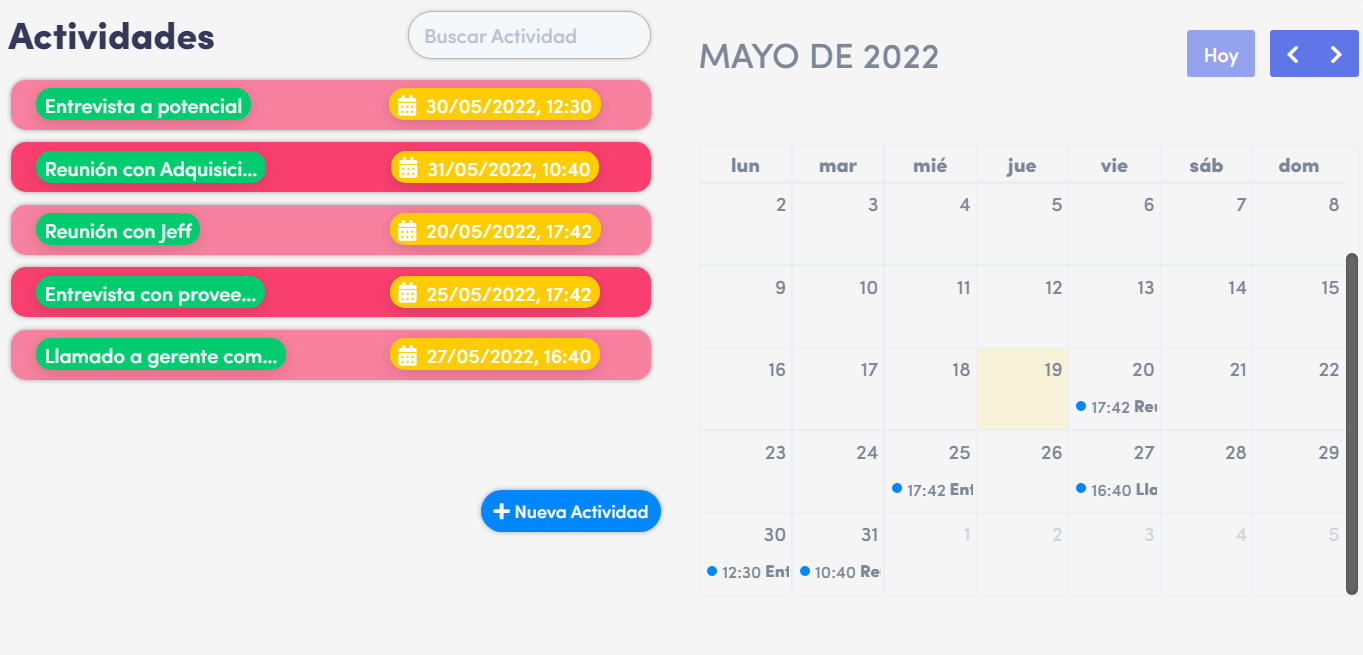 Actividades
Buscar Actividad
Entrevista a potencial
30/05/2022, 12:30
Reunión con Adquisici...
31/05/2022, 10:40
Reunión con Jeff
20/05/2022, 17:42
Entrevista con provee...
25/05/2022, 17:42
Llamado a gerente com...
27/05/2022, 16:40
Nueva Actividad
MAYO DE 2022
Hoy
lun mar mié jue vie sáb dom
2 3 4 5 6 7 8
9 10 11 12 13 14 15
16 17 18 19 20 21 22
17:42 Reu
23 24 25 26 27 28 29
17:42 Ent 16:40 Lla
30 31 1 2 3 4 5
12:30 Ent 10:40 Re